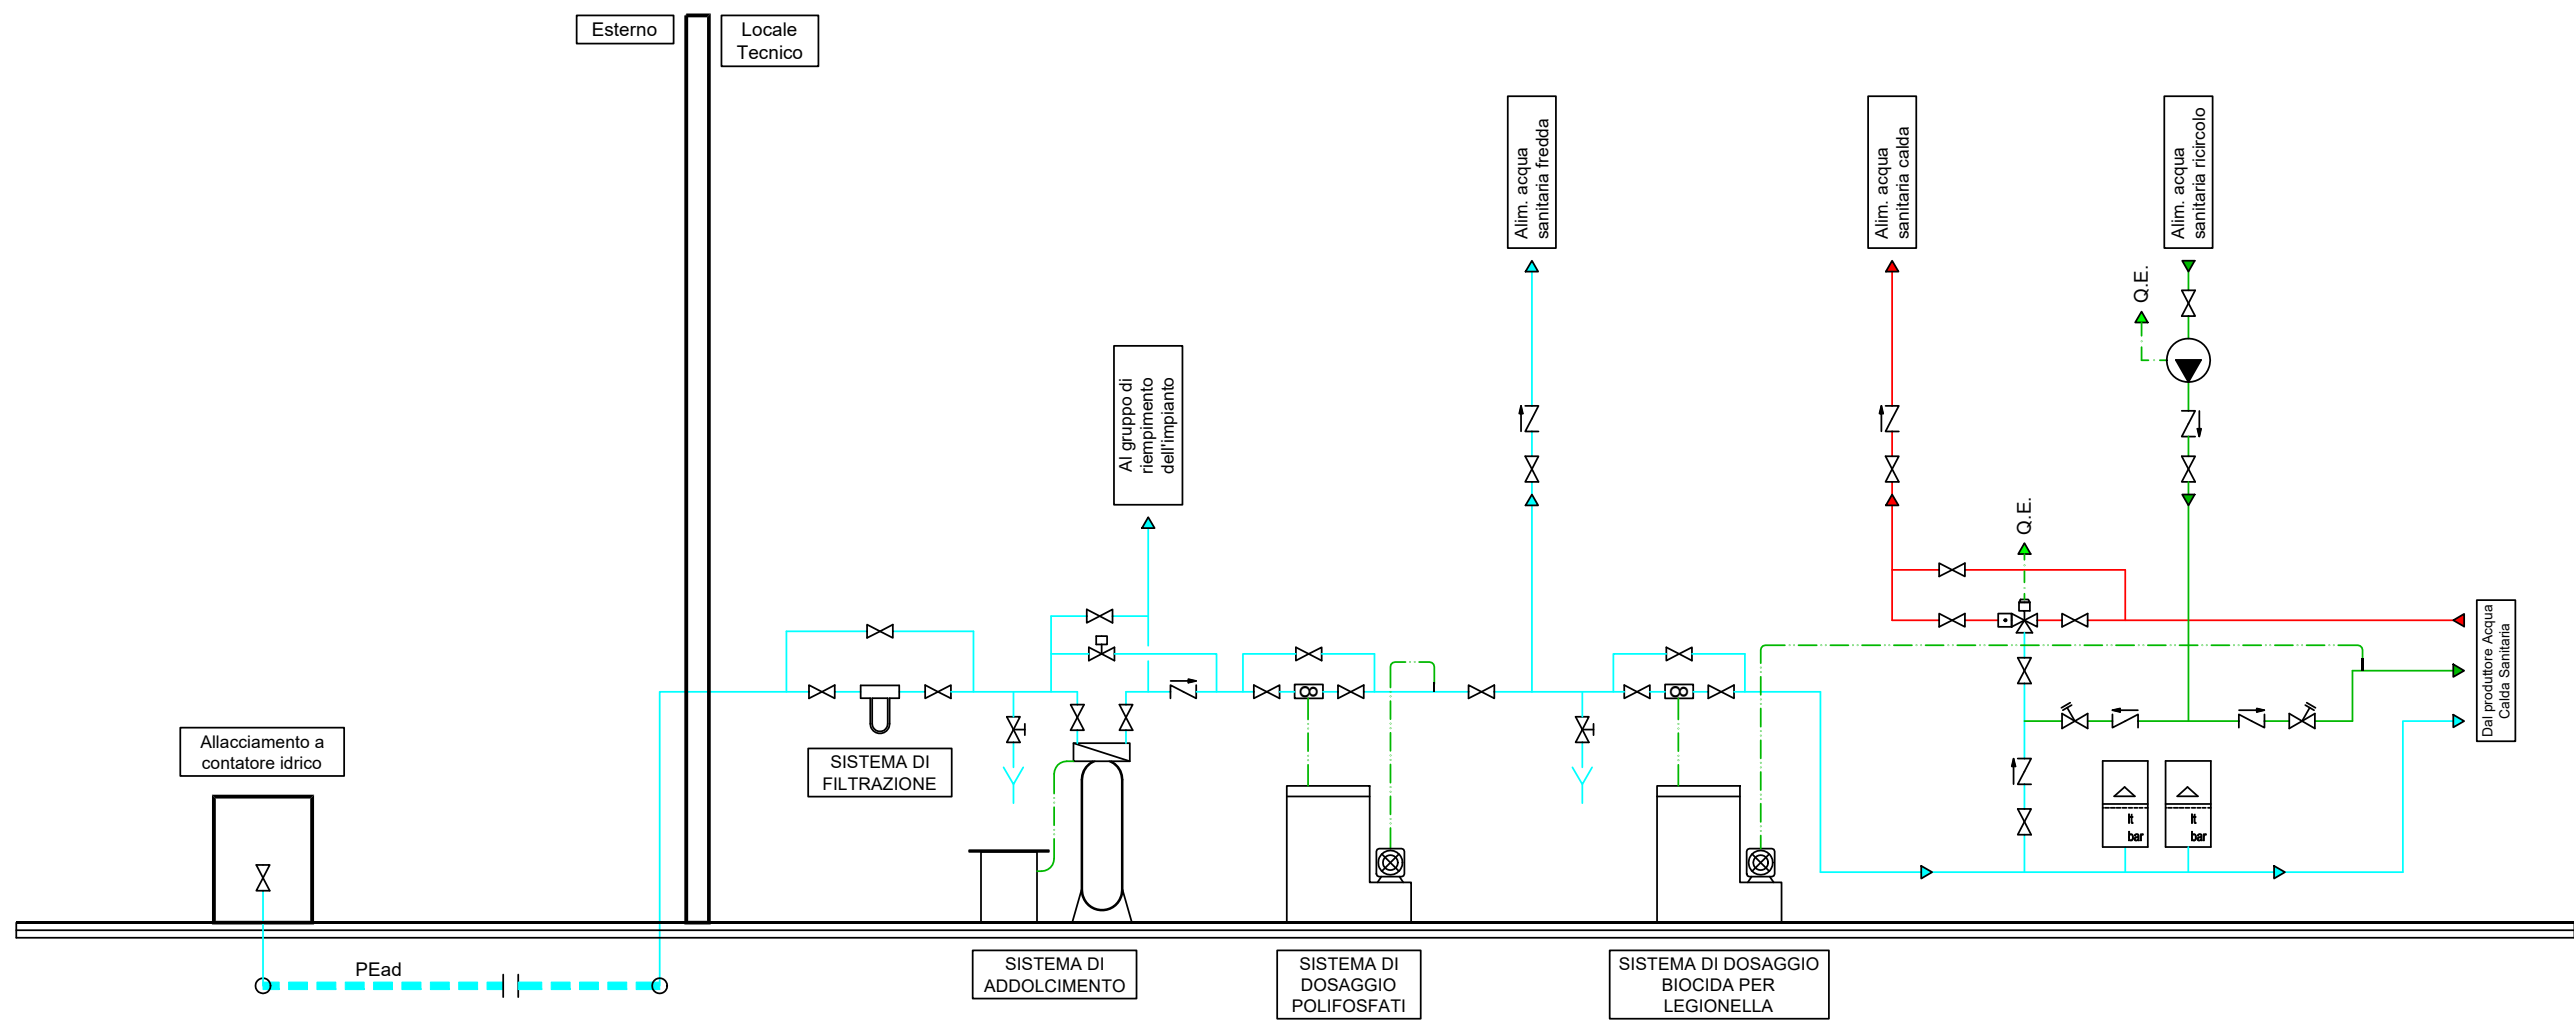 Esterno
Locale
Tecnico
Alim. acqua
sanitaria fredda
Alim. acqua
sanitaria calda
Alim. acqua
sanitaria ricircolo
Q.E.
Al gruppo di
riempimento
dell'impianto
Q.E.
Dal produttore Acqua
Calda Sanitaria
Allacciamento a
contatore idrico
SISTEMA DI
FILTRAZIONE
lt
bar
lt
bar
PEad
SISTEMA DI
ADDOLCIMENTO
SISTEMA DI
DOSAGGIO
POLIFOSFATI
SISTEMA DI DOSAGGIO
BIOCIDA PER
LEGIONELLA